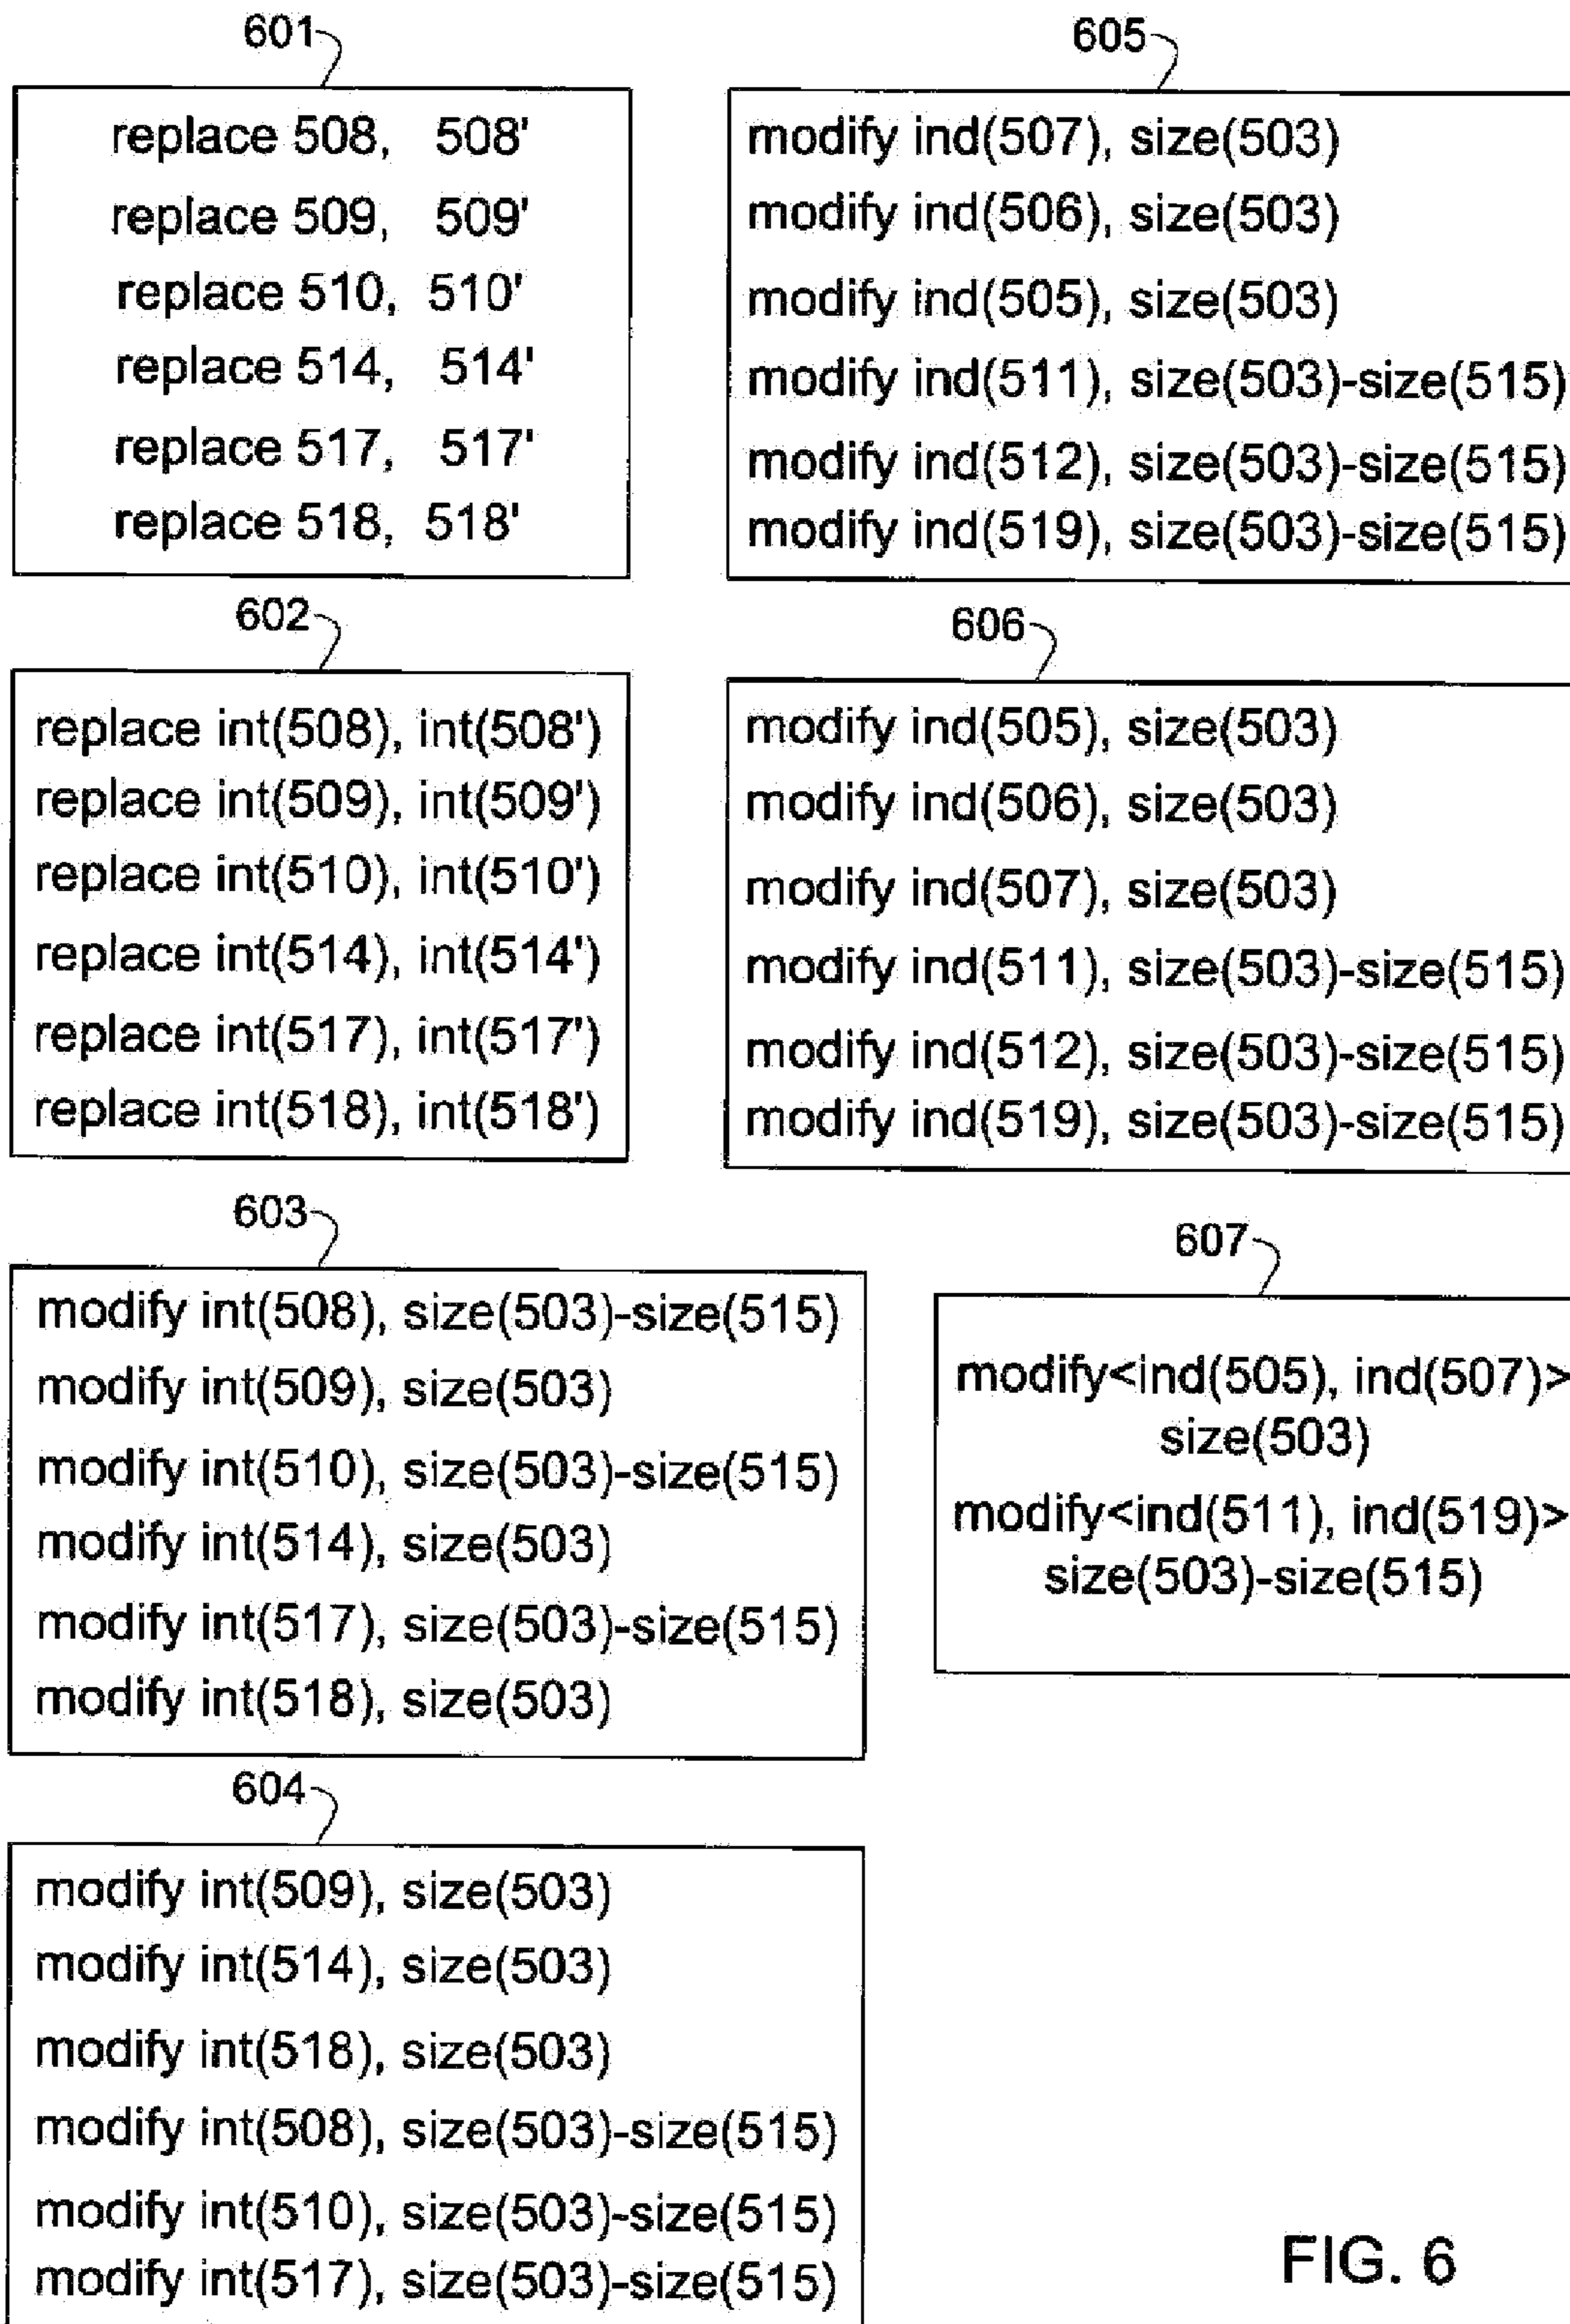 601
replace 508, 508'
replace 509, 509'
replace 510, 510'
replace 514, 514'
replace 517, 517'
replace 518, 518'
602
replace int(508), int(508')
replace int(509), int(509')
replace int(510), int(510')
replace int(514), int(514')
replace int(517), int(517')
replace int(518), int(518')
603
modify int(508), size(503)-size(515)
modify int(509), size(503)
modify int(510), size(503)-size(515)
modify int(514), size(503)
modify int(517), size(503)-size(515)
modify int(518), size(503)
604
modify int(509), size(503)
modify int(514), size(503)
modify int(518), size(503)
modify int(508), size(503)-size(515)
modify int(510), size(503)-size(515)
modify int(517), size(503)-size(515)
605
modify ind(507), size(503)
modify ind(506), size(503)
modify ind(505), size(503)
modify ind(511), size(503)-size(515)
modify ind(512), size(503)-size(515)
modify ind(519), size(503)-size(515)
606
modify ind(505), size(503)
modify ind(506), size(503)
modify ind(507), size(503)
modify ind(511), size(503)-size(515)
modify ind(512), size(503)-size(515)
modify ind(519), size(503)-size(515)
607
modify<ind(505), ind(507)>
size(503)
modify<ind(511), ind(519)>
size(503)-size(515)
FIG. 6